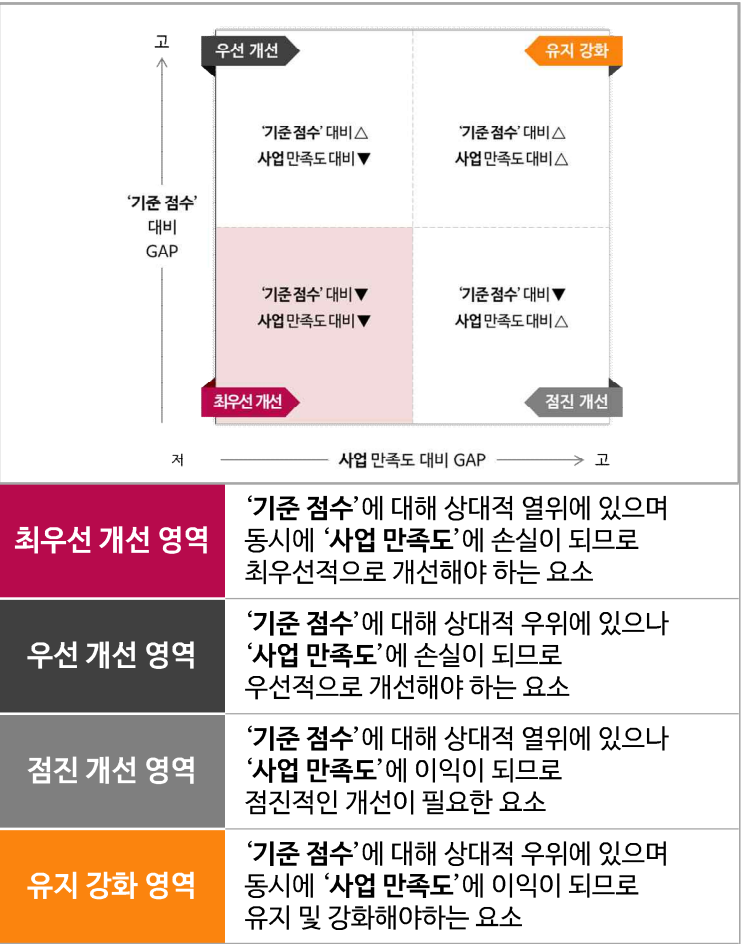 고
우선 개선
유지 강화
‘기준 점수’ 대비 △
사업 만족도 대비 ▼
‘기준 점수’ 대비 △
사업 만족도 대비 △
‘기준 점수’
대비
GAP
‘기준 점수’ 대비 ▼
사업 만족도 대비 ▼
‘기준 점수’ 대비 ▼
사업 만족도 대비 △
최우선 개선
점진 개선
저
사업 만족도 대비 GAP
고
최우선 개선 영역
‘기준 점수’에 대해 상대적 열위에 있으며
동시에 ‘사업 만족도’에 손실이 되므로
최우선적으로 개선해야 하는 요소
우선 개선 영역
‘기준 점수’에 대해 상대적 우위에 있으나
‘사업 만족도’에 손실이 되므로
우선적으로 개선해야 하는 요소
점진 개선 영역
‘기준 점수’에 대해 상대적 열위에 있으나
‘사업 만족도’에 이익이 되므로
점진적인 개선이 필요한 요소
유지 강화 영역
‘기준 점수’에 대해 상대적 우위에 있으며
동시에 ‘사업 만족도’에 이익이 되므로
유지 및 강화해야하는 요소